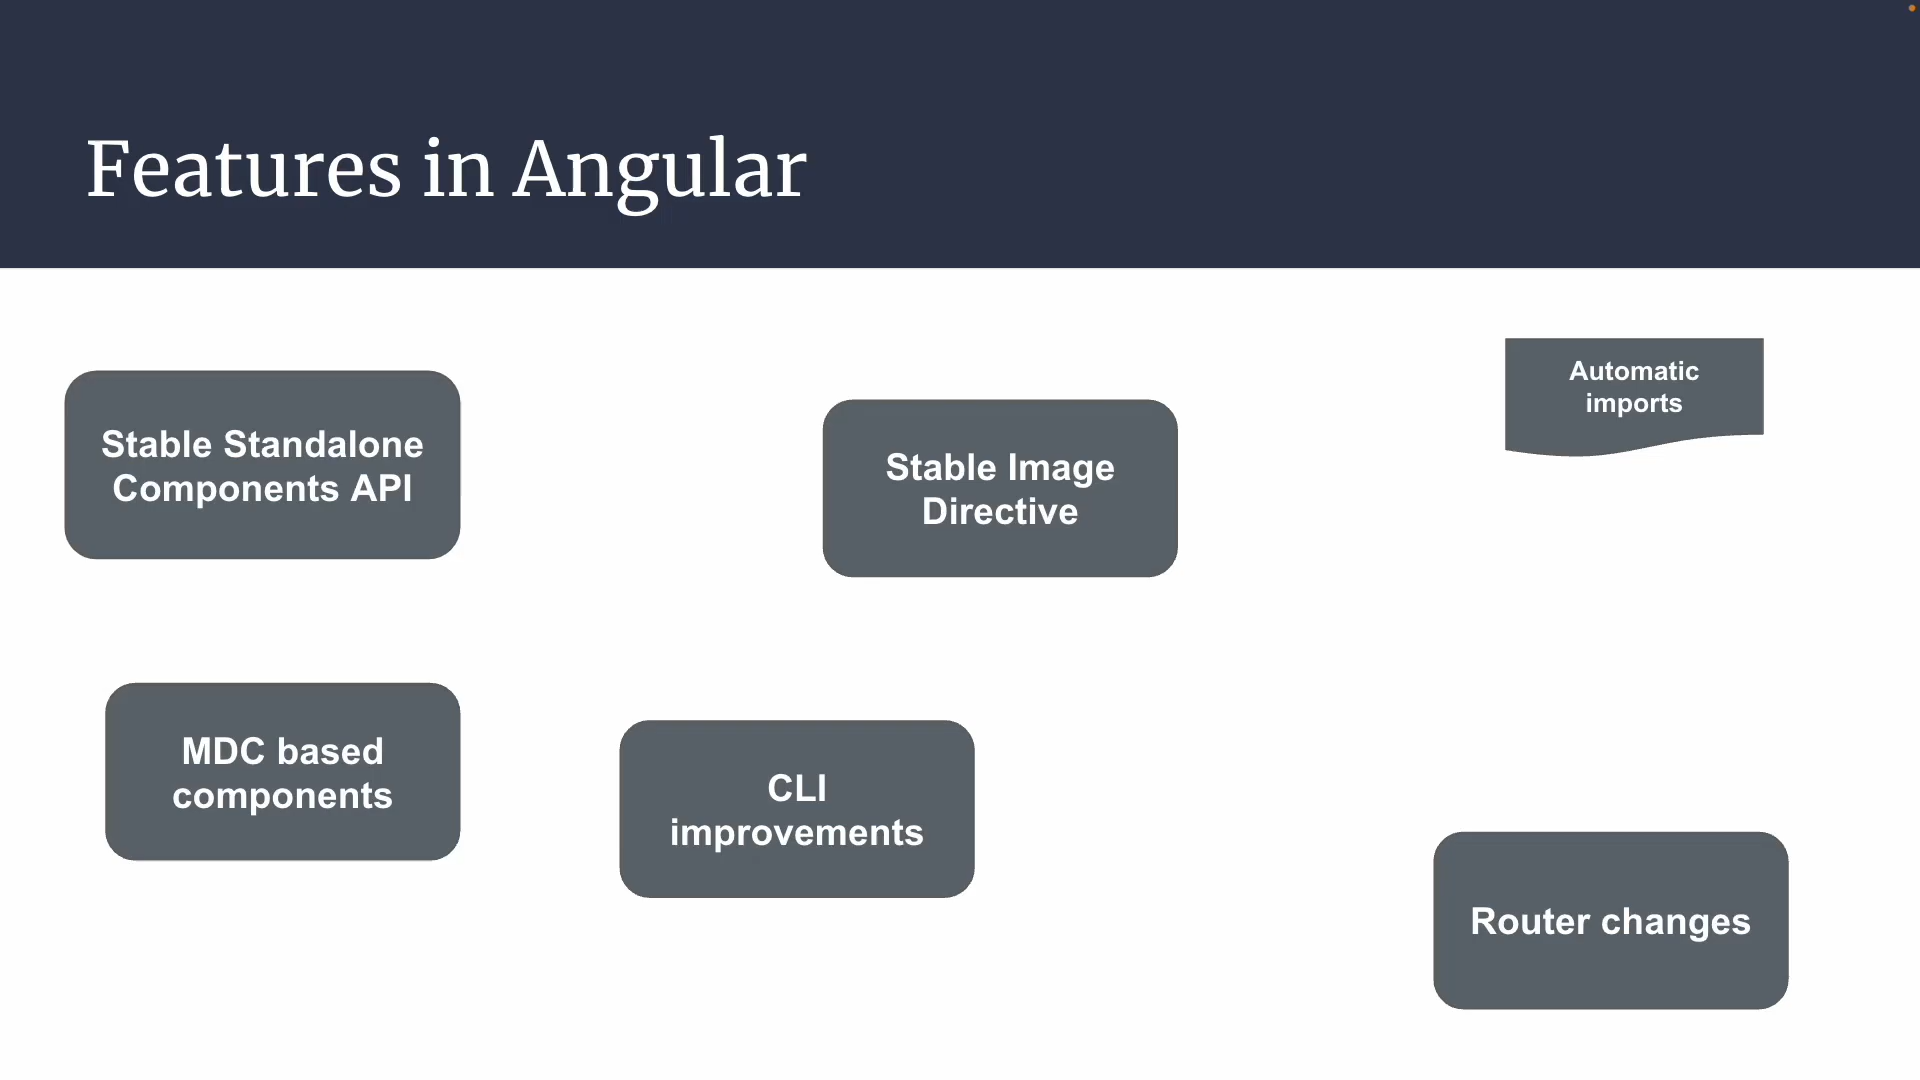 Features in Angular
Stable Standalone
Components API
Stable Image
Directive
Automatic
imports
MDC based
components
CLI
improvements
Router changes